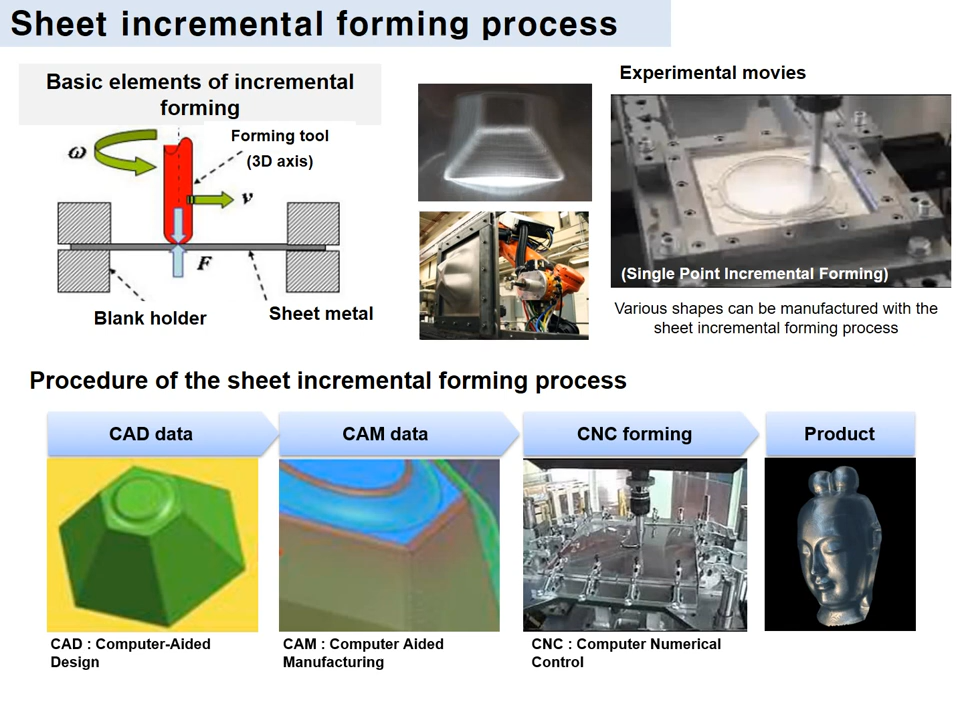 Sheet incremental forming process
Basic elements of incremental
forming
Forming tool
(3D axis)
ω
v
F
Blank holder
Sheet metal
Experimental movies
(Single Point Incremental Forming)
Various shapes can be manufactured with the
sheet incremental forming process
Procedure of the sheet incremental forming process
CAD data
CAM data
CNC forming
Product
CAD : Computer-Aided
Design
CAM : Computer Aided
Manufacturing
CNC : Computer Numerical
Control